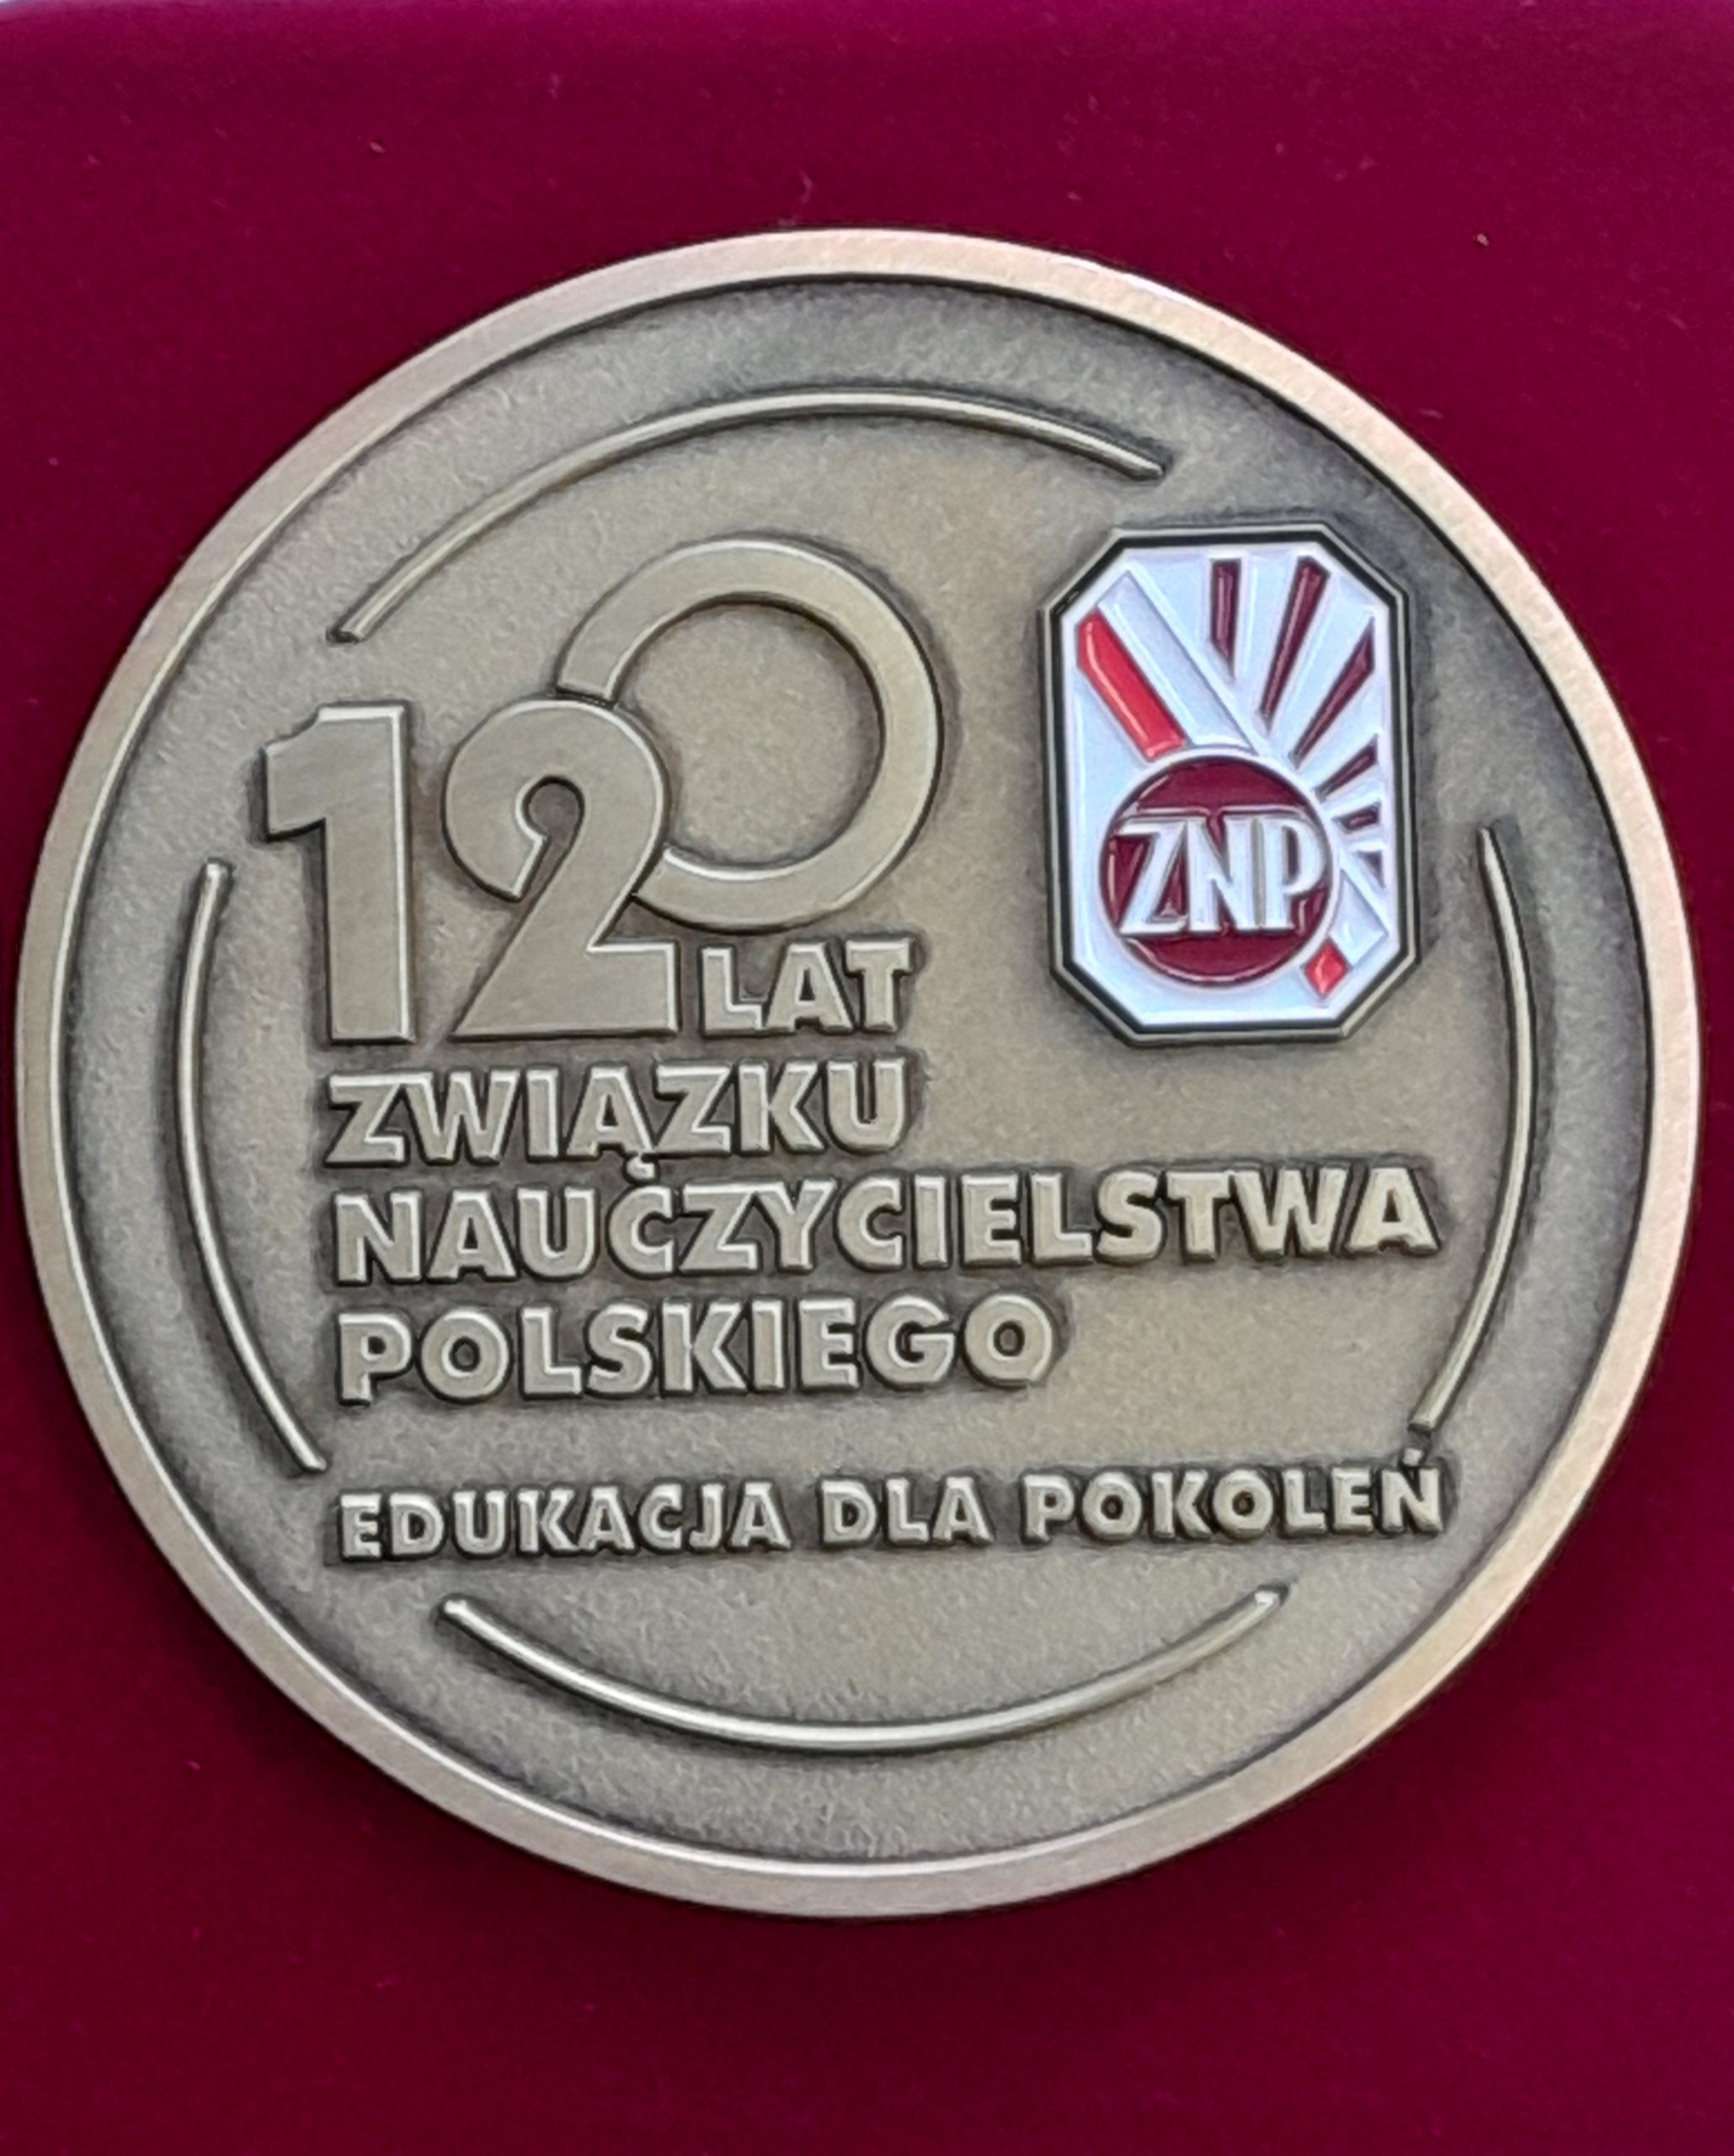 120 LAT
ZNP
ZWIĄZKU
NAUCZYCIELSTWA
POLSKIEGO
EDUKACJA DLA POKOLEŃ